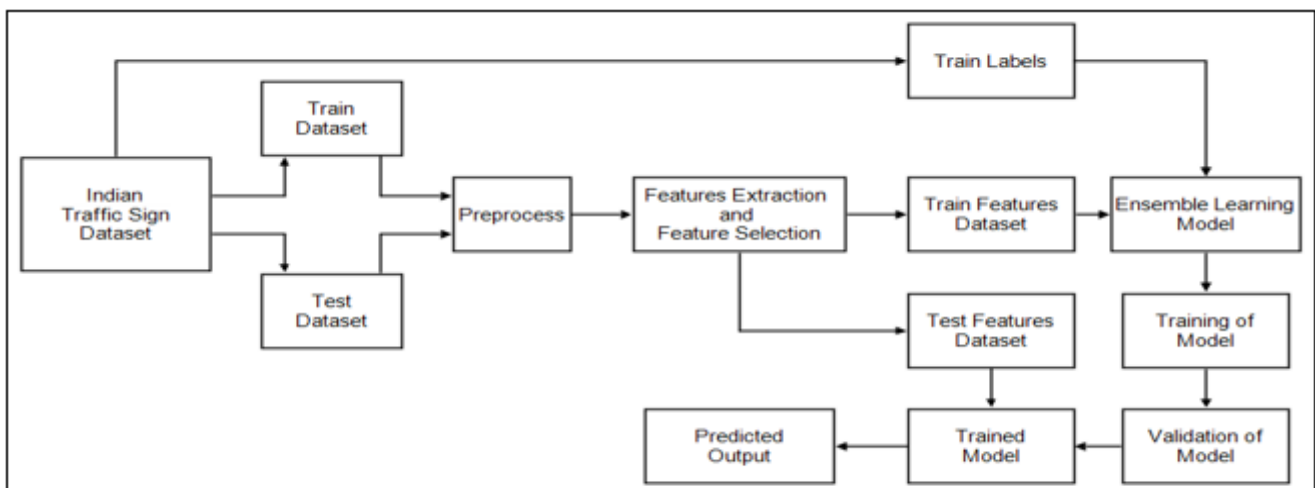 Train Labels
Train
Dataset
Indian
Traffic Sign
Dataset
Preprocess
Features Extraction
and
Feature Selection
Train Features
Dataset
Ensemble Learning
Model
Test
Dataset
Test Features
Dataset
Training of
Model
Predicted
Output
Trained
Model
Validation of
Model